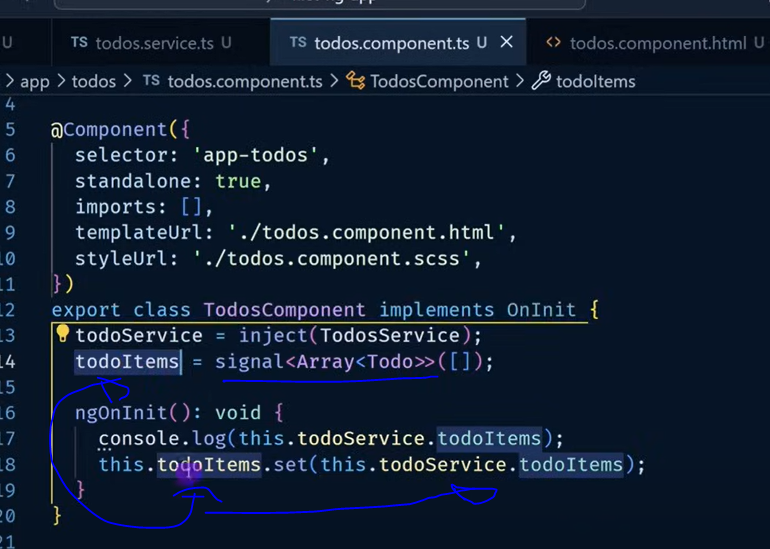 U TS todos.service.ts U TS todos.component.ts U × <> todos.component.html U
> app > todos > TS todos.component.ts > TodosComponent > todoItems
4
5 @Component({
6 selector: 'app-todos',
7 standalone: true,
8 imports: [],
9 templateUrl: './todos.component.html',
10 styleUrl: './todos.component.scss',
11 })
12 export class TodosComponent implements OnInit {
13 todoService = inject(TodosService);
14 todoItems = signal<Array<Todo>>([]);
15
16 ngOnInit(): void {
17 console.log(this.todoService.todoItems);
18 this.todoItems.set(this.todoService.todoItems);
19 }
20 }
21